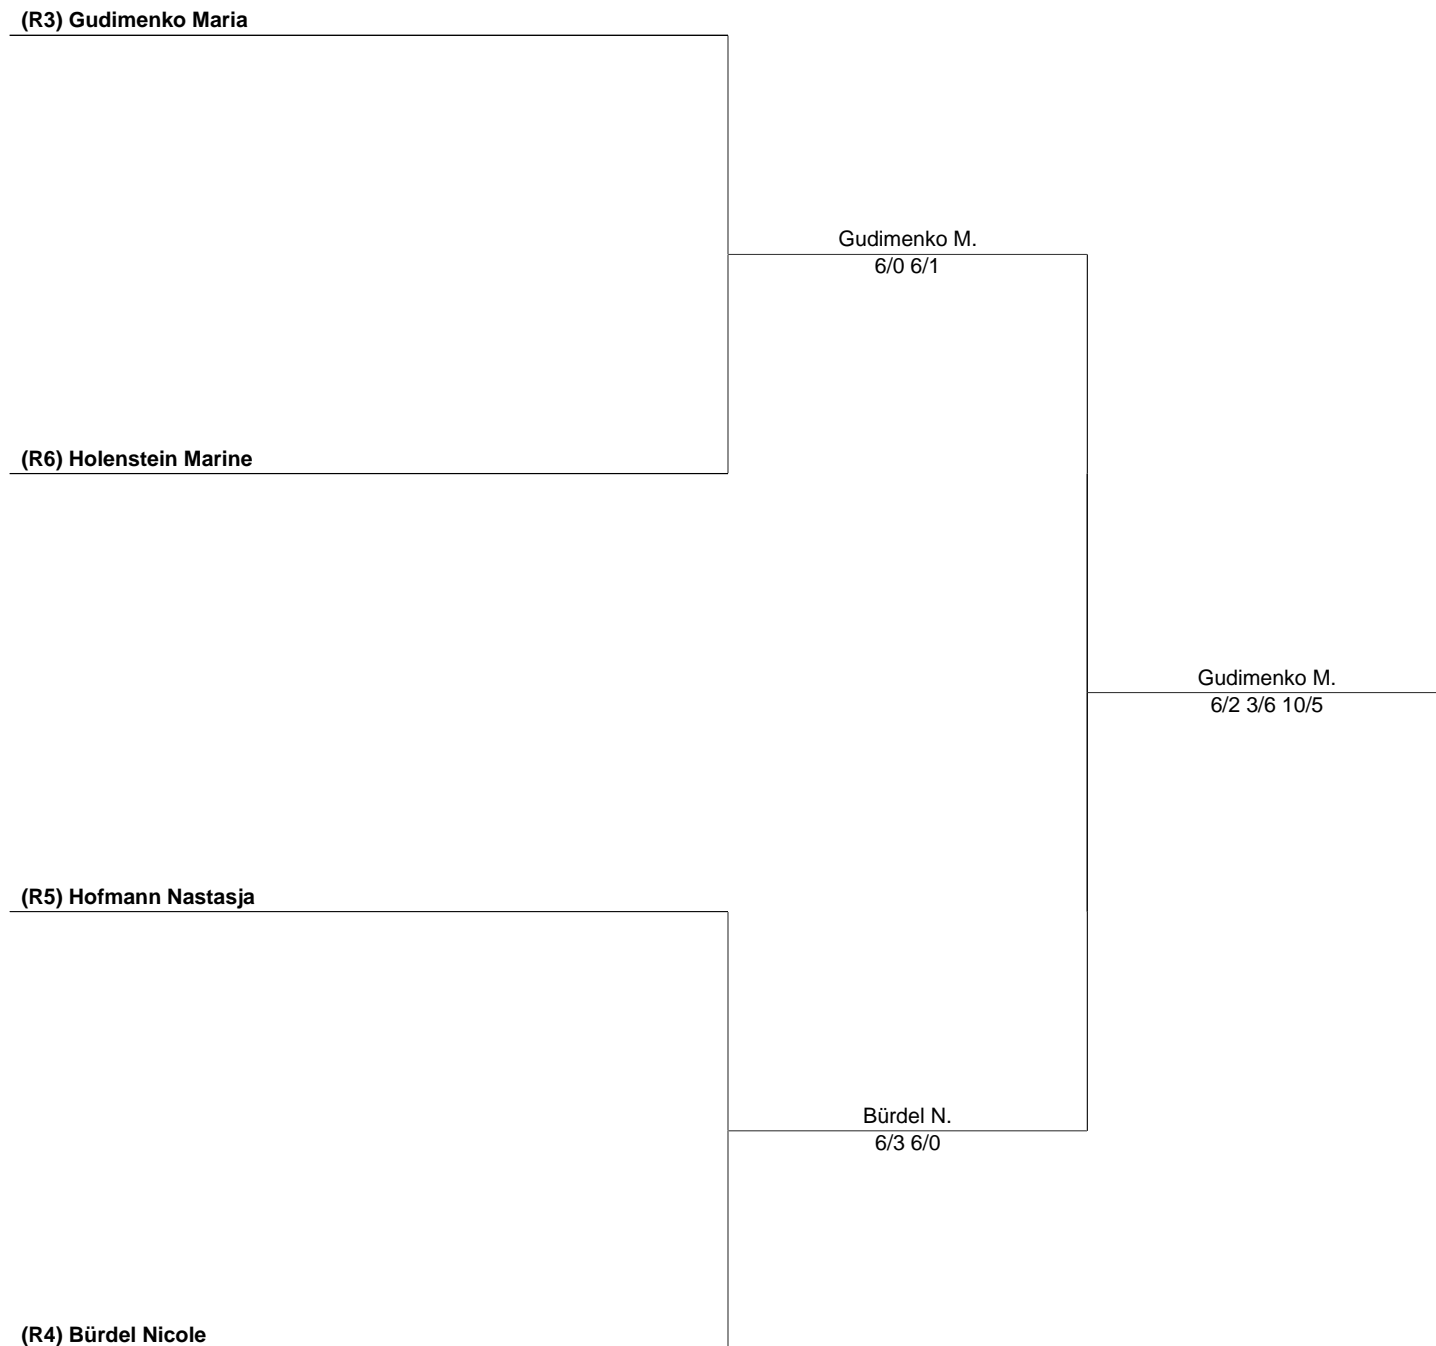 (R3) Gudimenko Maria
Gudimenko M.
6/0 6/1
(R6) Holenstein Marine
Gudimenko M.
6/2 3/6 10/5
(R5) Hofmann Nastasja
Bürdel N.
6/3 6/0
(R4) Bürdel Nicole